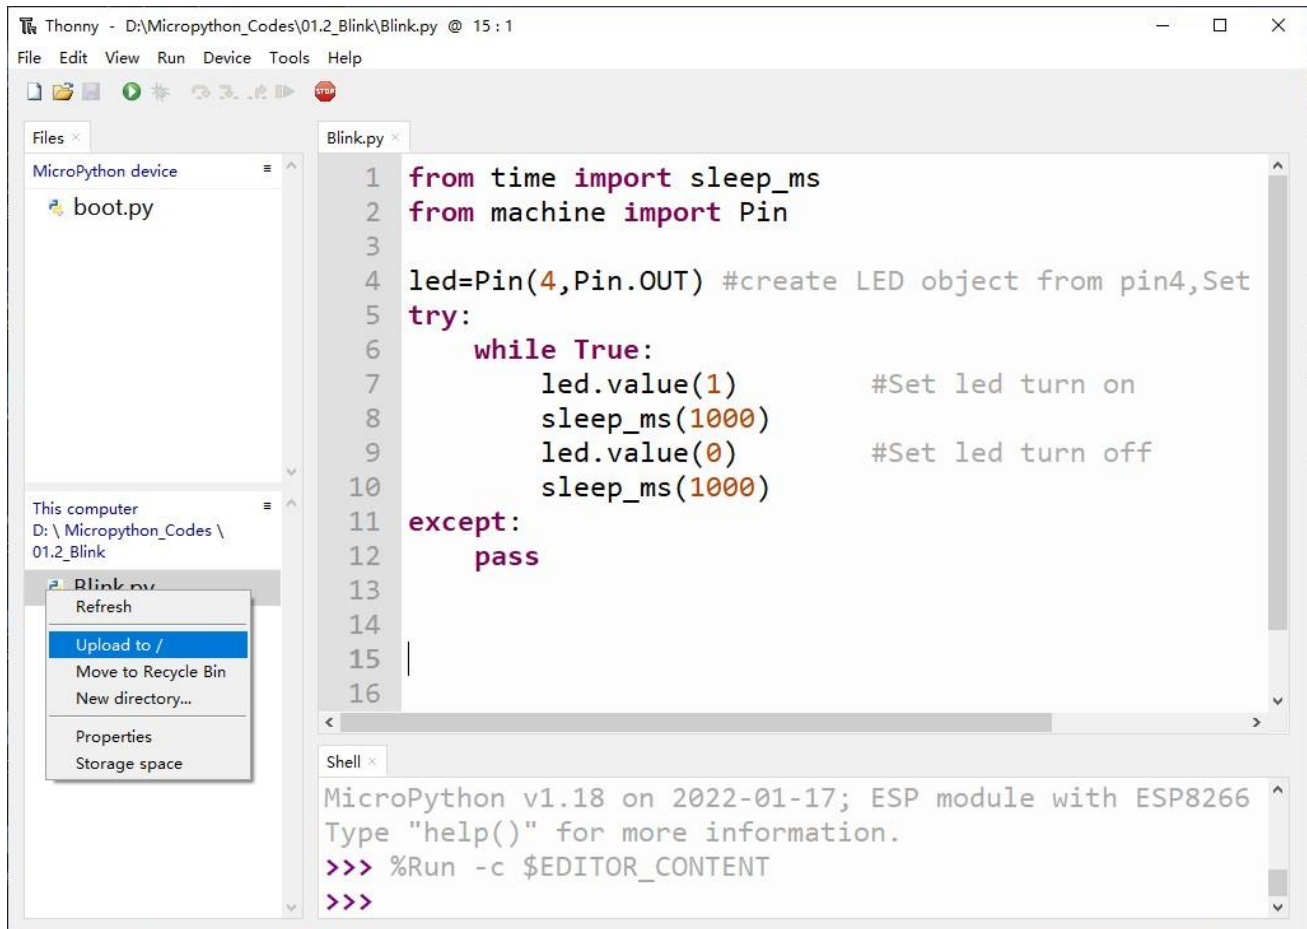 Thonny - D:\Micropython_Codes\01.2_Blink\Blink.py @ 15 : 1
File Edit View Run Device Tools Help
STOP
Files
MicroPython device
boot.py
This computer
D: \ Micropython_Codes \
01.2_Blink
Blink.py
Refresh
Upload to /
Move to Recycle Bin
New directory...
Properties
Storage space
Blink.py
1 from time import sleep_ms
2 from machine import Pin
3
4 led=Pin(4,Pin.OUT) #create LED object from pin4,Set
5 try:
6     while True:
7         led.value(1)        #Set led turn on
8         sleep_ms(1000)
9         led.value(0)        #Set led turn off
10         sleep_ms(1000)
11 except:
12     pass
13
14
15
16
Shell
MicroPython v1.18 on 2022-01-17; ESP module with ESP8266
Type "help()" for more information.
>>> %Run -c $EDITOR_CONTENT
>>>